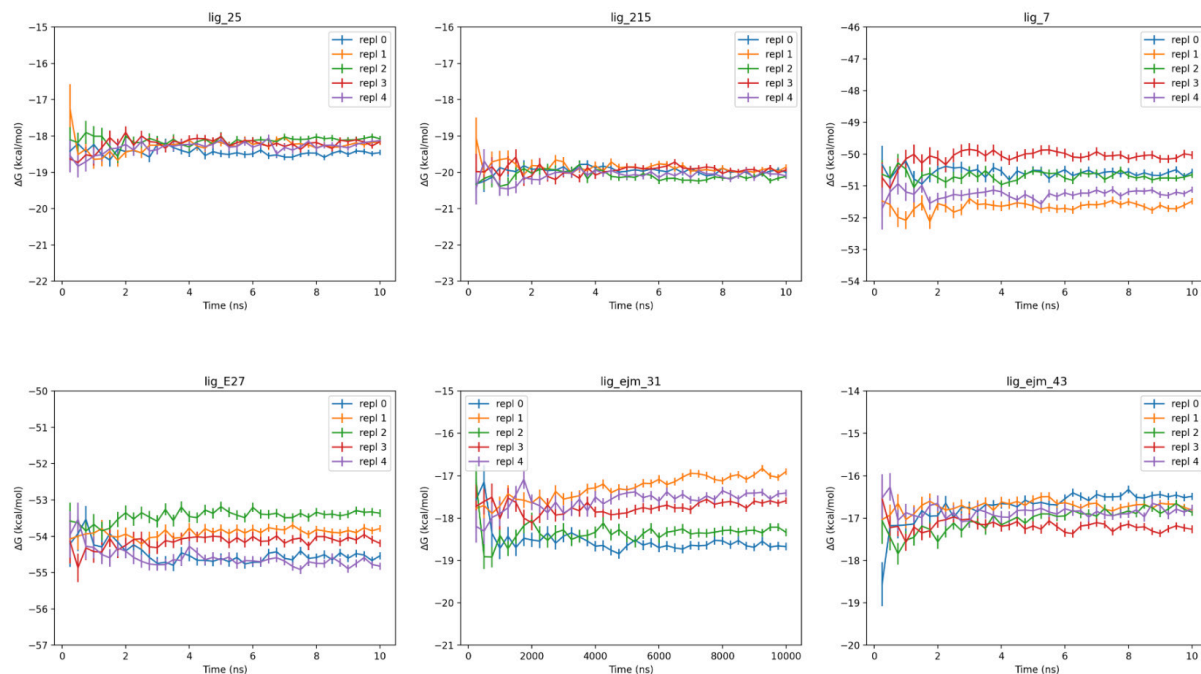 lig_25
−15
−16
−17
−18
−19
−20
−21
−22
ΔG (kcal/mol)
repl 0
repl 1
repl 2
repl 3
repl 4
0 2 4 6 8 10
Time (ns)
lig_215
−16
−17
−18
−19
−20
−21
−22
−23
ΔG (kcal/mol)
repl 0
repl 1
repl 2
repl 3
repl 4
0 2 4 6 8 10
Time (ns)
lig_7
−46
−47
−48
−49
−50
−51
−52
−53
−54
ΔG (kcal/mol)
repl 0
repl 1
repl 2
repl 3
repl 4
0 2 4 6 8 10
Time (ns)
lig_E27
−50
−51
−52
−53
−54
−55
−56
−57
ΔG (kcal/mol)
repl 0
repl 1
repl 2
repl 3
repl 4
0 2 4 6 8 10
Time (ns)
lig_ejm_31
−15
−16
−17
−18
−19
−20
−21
ΔG (kcal/mol)
repl 0
repl 1
repl 2
repl 3
repl 4
0 2000 4000 6000 8000 10000
Time (ns)
lig_ejm_43
−14
−15
−16
−17
−18
−19
−20
ΔG (kcal/mol)
repl 0
repl 1
repl 2
repl 3
repl 4
0 2 4 6 8 10
Time (ns)